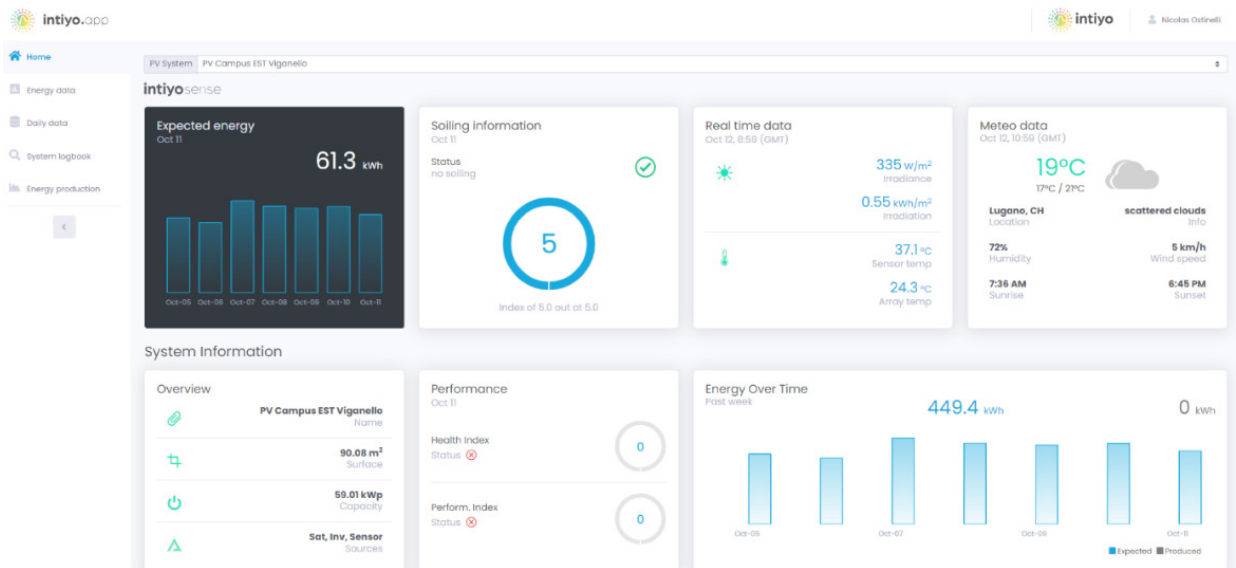 intiyo.app
intiyo
Nicolas Ostinelli
Home
Energy data
Daily data
System logbook
Energy production
PV System PV Campus EST Viganello
intiyosense
Expected energy
Oct 11
61.3 kWh
Oct-05 Oct-06 Oct-07 Oct-08 Oct-09 Oct-10 Oct-11
Soiling information
Oct 11
Status
no soiling
5
Index of 5.0 out of 5.0
Real time data
Oct 12, 8:59 (GMT)
335 W/m²
Irradiance
0.55 kWh/m²
Irradiation
37.1 °C
Sensor temp
24.3 °C
Array temp
Meteo data
Oct 12, 10:59 (GMT)
19°C
17°C / 21°C
Lugano, CH scattered clouds
Location Info
72% 5 km/h
Humidity Wind speed
7:36 AM 6:45 PM
Sunrise Sunset
System Information
Overview
PV Campus EST Viganello
Name
90.08 m²
Surface
59.01 kWp
Capacity
Sat, Inv, Sensor
Sources
Performance
Oct 11
Health Index
Status
0
Perform. Index
Status
0
Energy Over Time
Past week
449.4 kWh
0 kWh
Oct-05 Oct-07 Oct-09 Oct-11
Expected Produced